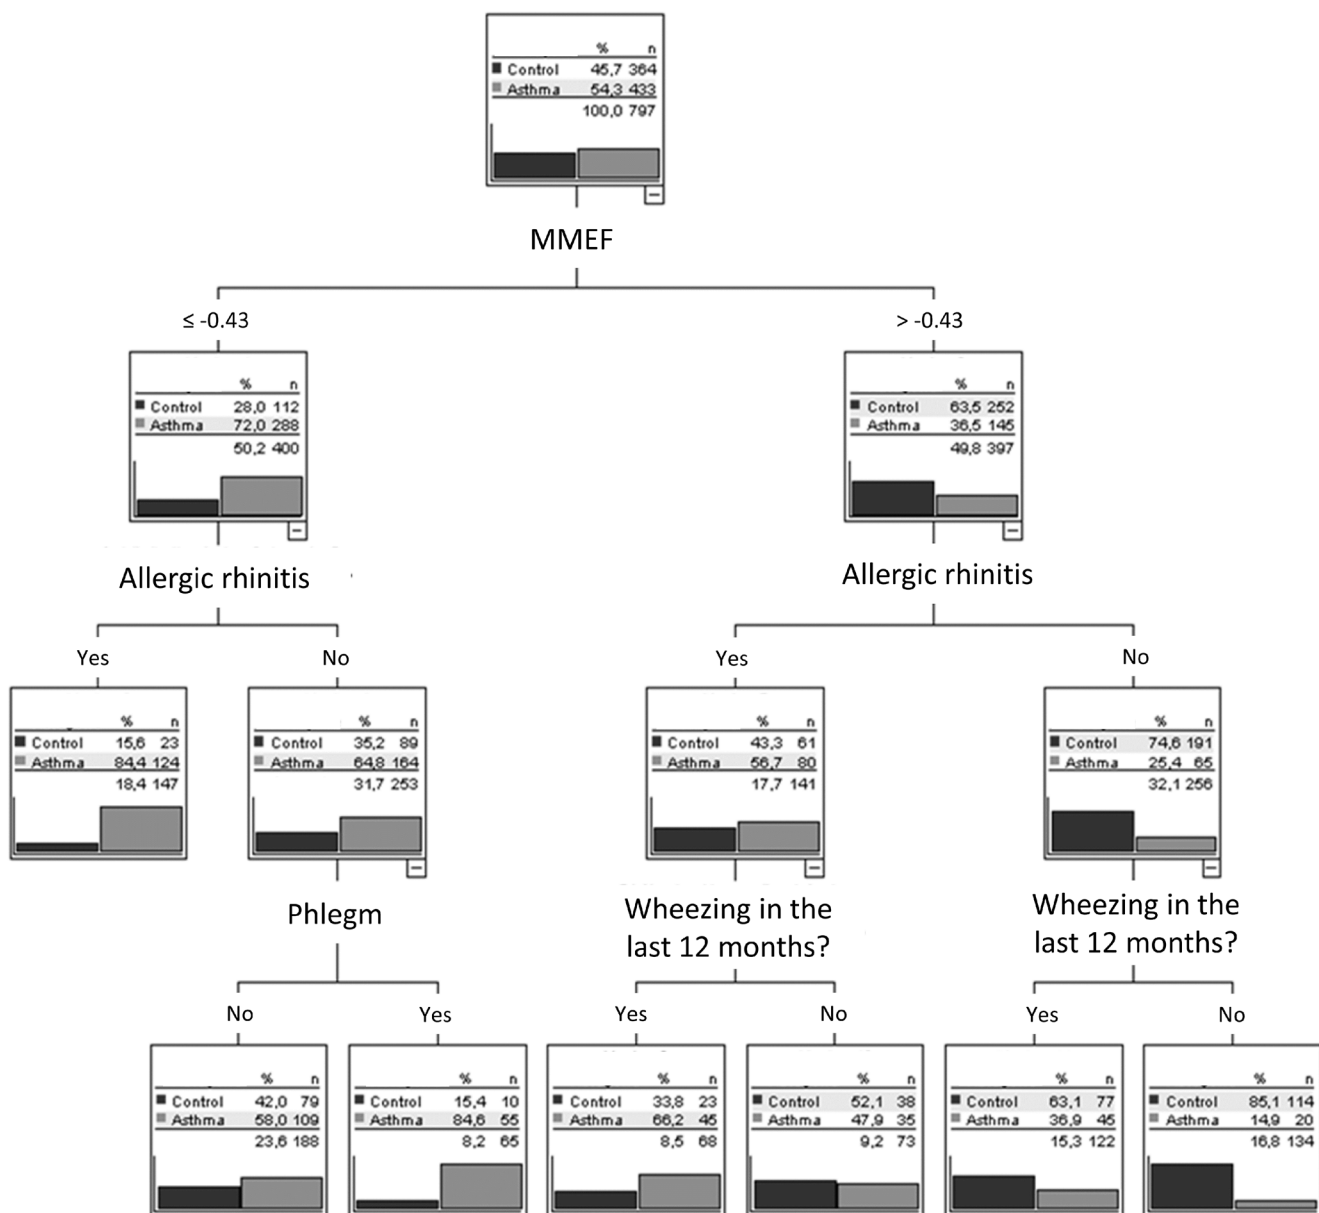 % n
Control 45,7 364
Asthma 54,3 433
100,0 797
MMEF
≤ -0.43
> -0.43
% n
Control 28,0 112
Asthma 72,0 288
50,2 400
% n
Control 63,5 252
Asthma 36,5 145
49,8 397
Allergic rhinitis
Allergic rhinitis
Yes
No
Yes
No
% n
Control 15,6 23
Asthma 84,4 124
18,4 147
% n
Control 35,2 89
Asthma 64,8 164
31,7 253
% n
Control 43,3 61
Asthma 56,7 80
17,7 141
% n
Control 74,6 191
Asthma 25,4 65
32,1 256
Phlegm
Wheezing in the
last 12 months?
Wheezing in the
last 12 months?
No
Yes
Yes
No
Yes
No
% n
Control 42,0 79
Asthma 58,0 109
23,6 188
% n
Control 15,4 10
Asthma 84,6 55
8,2 65
% n
Control 33,8 23
Asthma 66,2 45
8,5 68
% n
Control 52,1 38
Asthma 47,9 35
9,2 73
% n
Control 63,1 77
Asthma 36,9 45
15,3 122
% n
Control 85,1 114
Asthma 14,9 20
16,8 134